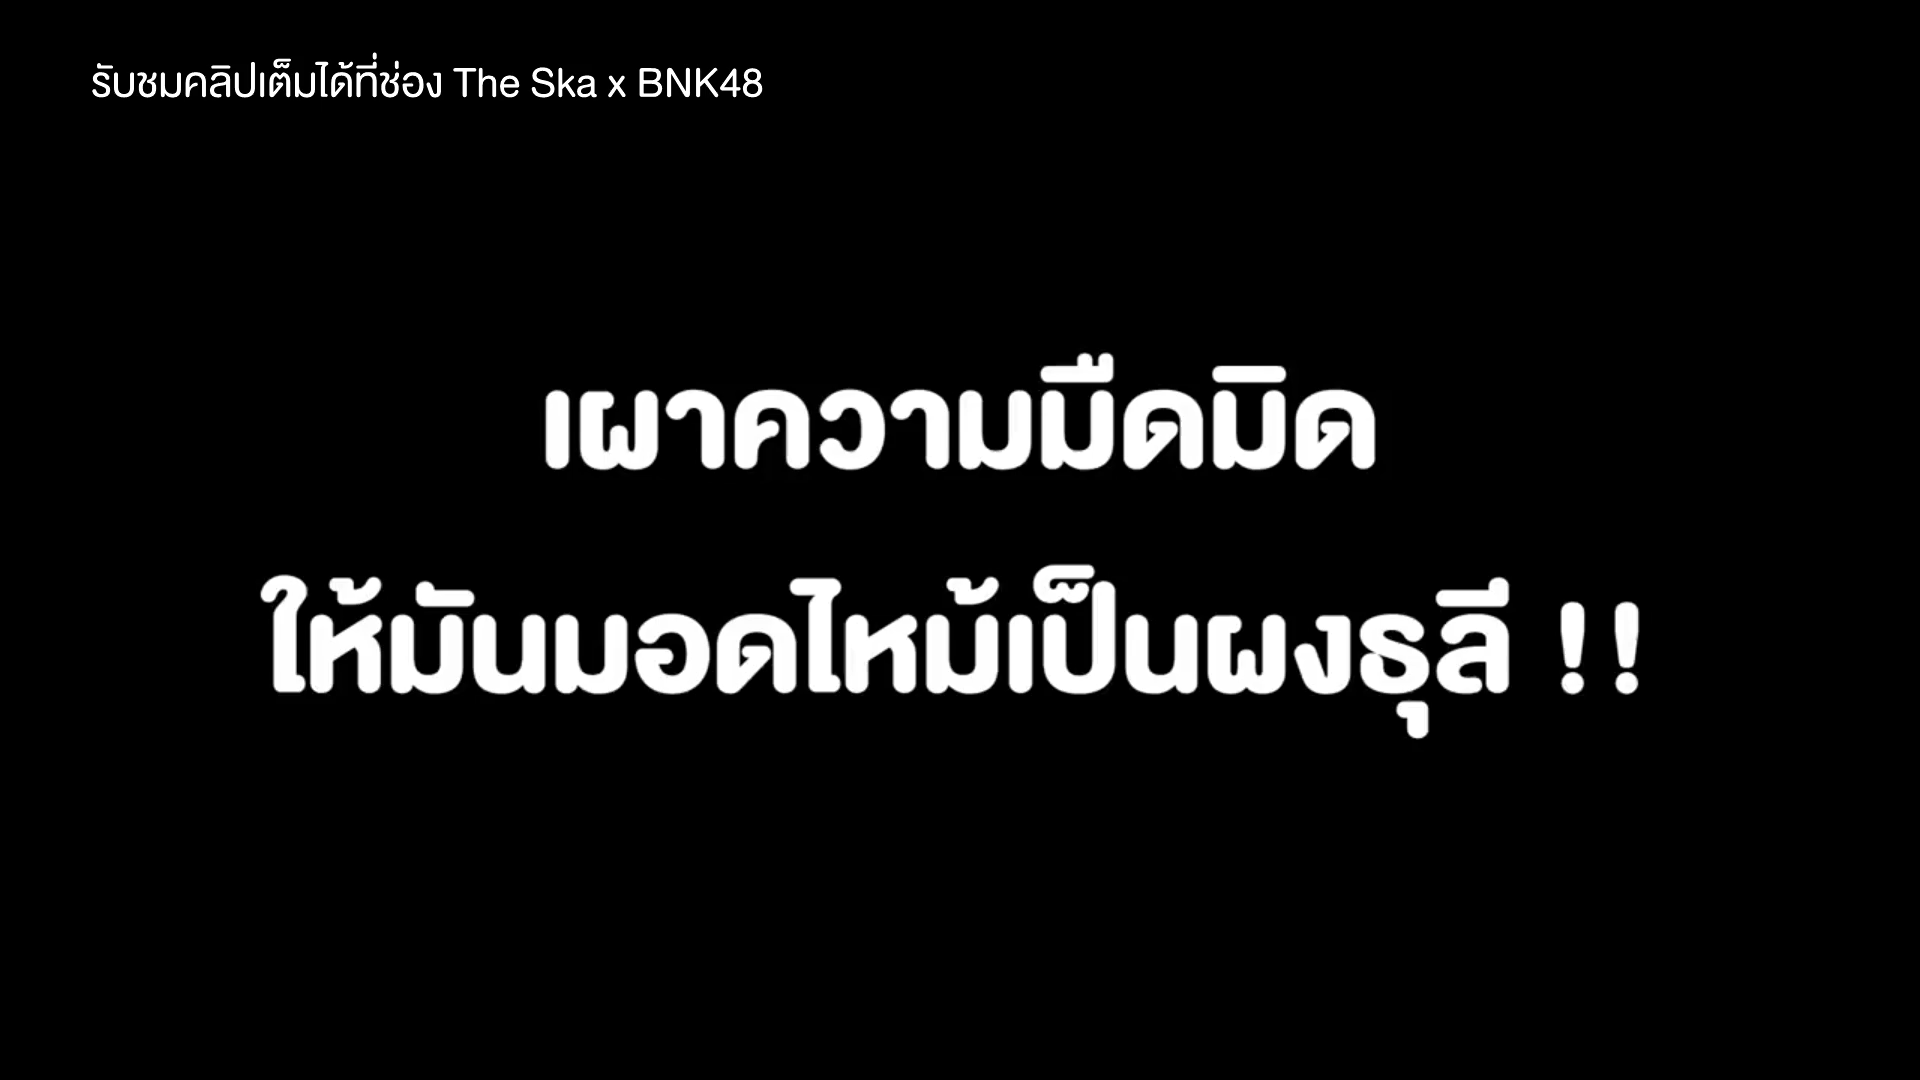 รับชมคลิปเต็มได้ที่ช่อง The Ska x BNK48
เผาความมืดมิด
ให้มันมอดไหม้เป็นผงธุลี !!